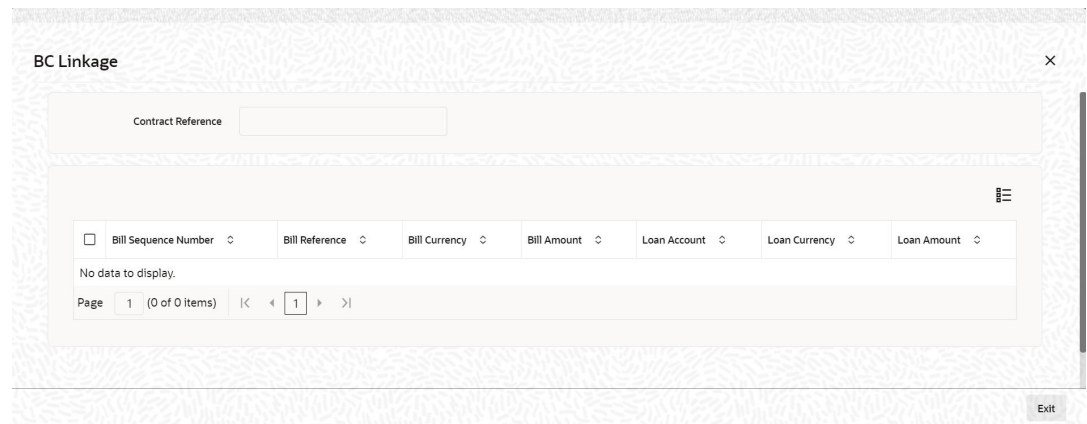 BC Linkage
Contract Reference
Bill Sequence Number Bill Reference Bill Currency Bill Amount Loan Account Loan Currency Loan Amount
No data to display.
Page 1 (0 of 0 items) 1
Exit